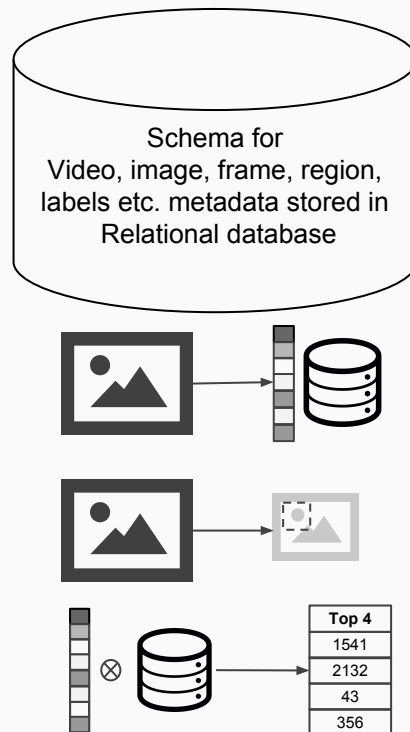 Schema for
Video, image, frame, region,
labels etc. metadata stored in
Relational database
Top 4
1541
2132
43
356